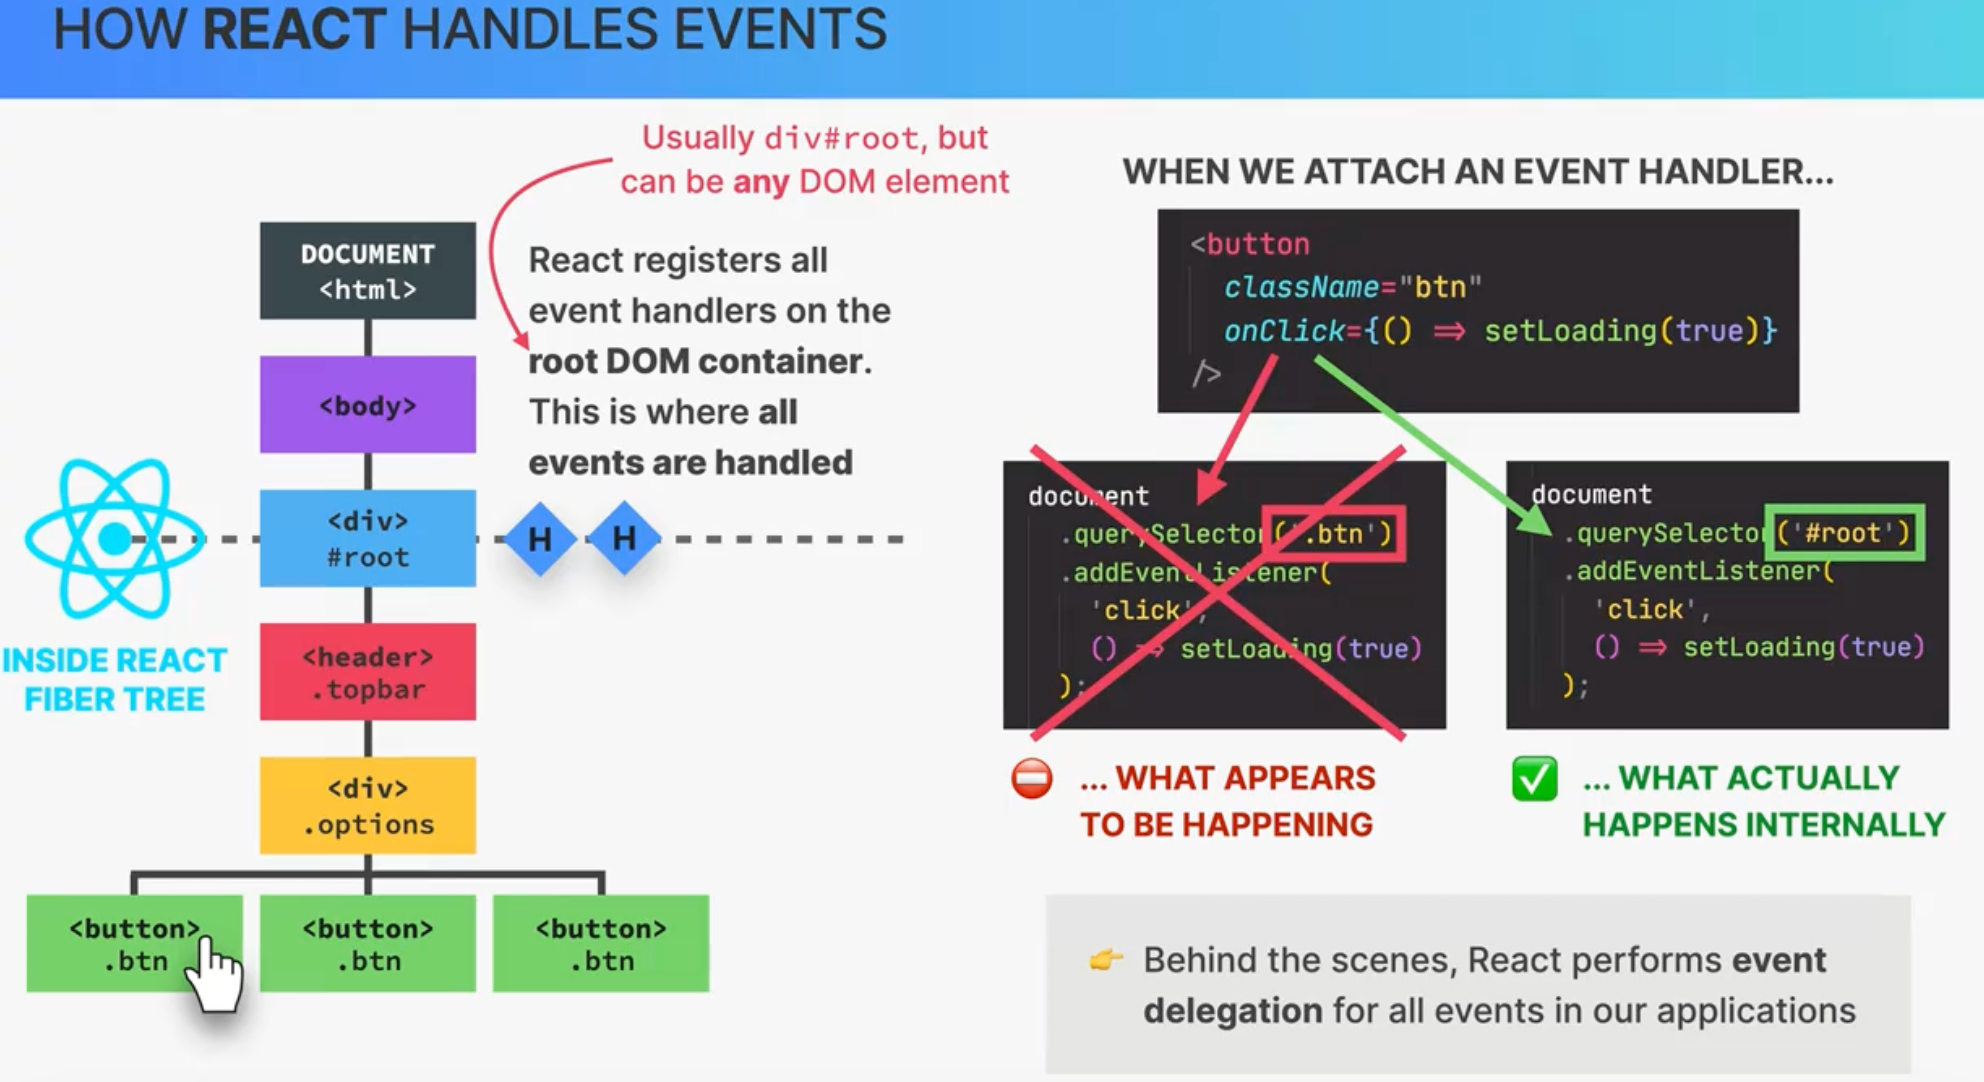 HOW REACT HANDLES EVENTS
Usually div#root, but
can be any DOM element
DOCUMENT
<html>
<body>
<div>
#root
<header>
.topbar
<div>
.options
<button>
.btn
<button>
.btn
<button>
.btn
INSIDE REACT
FIBER TREE
React registers all
event handlers on the
root DOM container.
This is where all
events are handled
H
H
WHEN WE ATTACH AN EVENT HANDLER...
<button
className="btn"
onClick={() => setLoading(true)}
/>
document
.querySelector('.btn')
.addEventListener(
'click',
() => setLoading(true)
);
... WHAT APPEARS
TO BE HAPPENING
document
.querySelector('#root')
.addEventListener(
'click',
() => setLoading(true)
);
... WHAT ACTUALLY
HAPPENS INTERNALLY
Behind the scenes, React performs event
delegation for all events in our applications